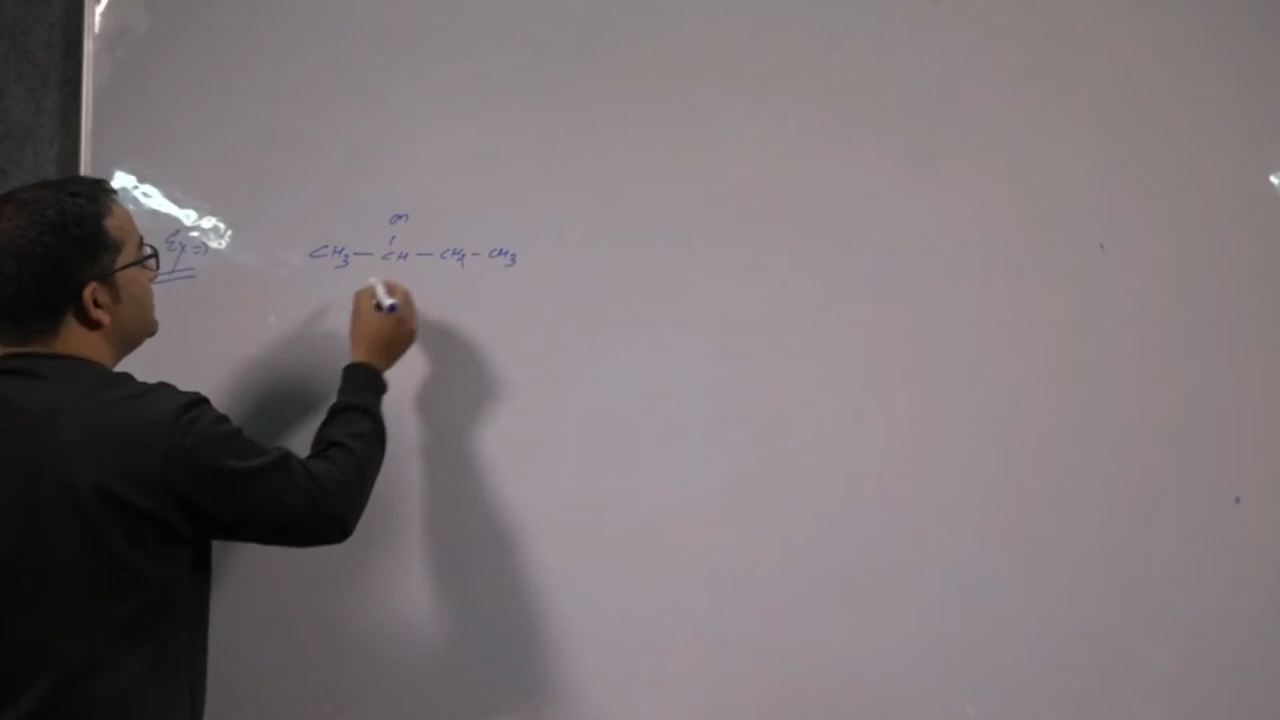 OH
Ex ⇒ CH3 — CH — CH2 - CH3